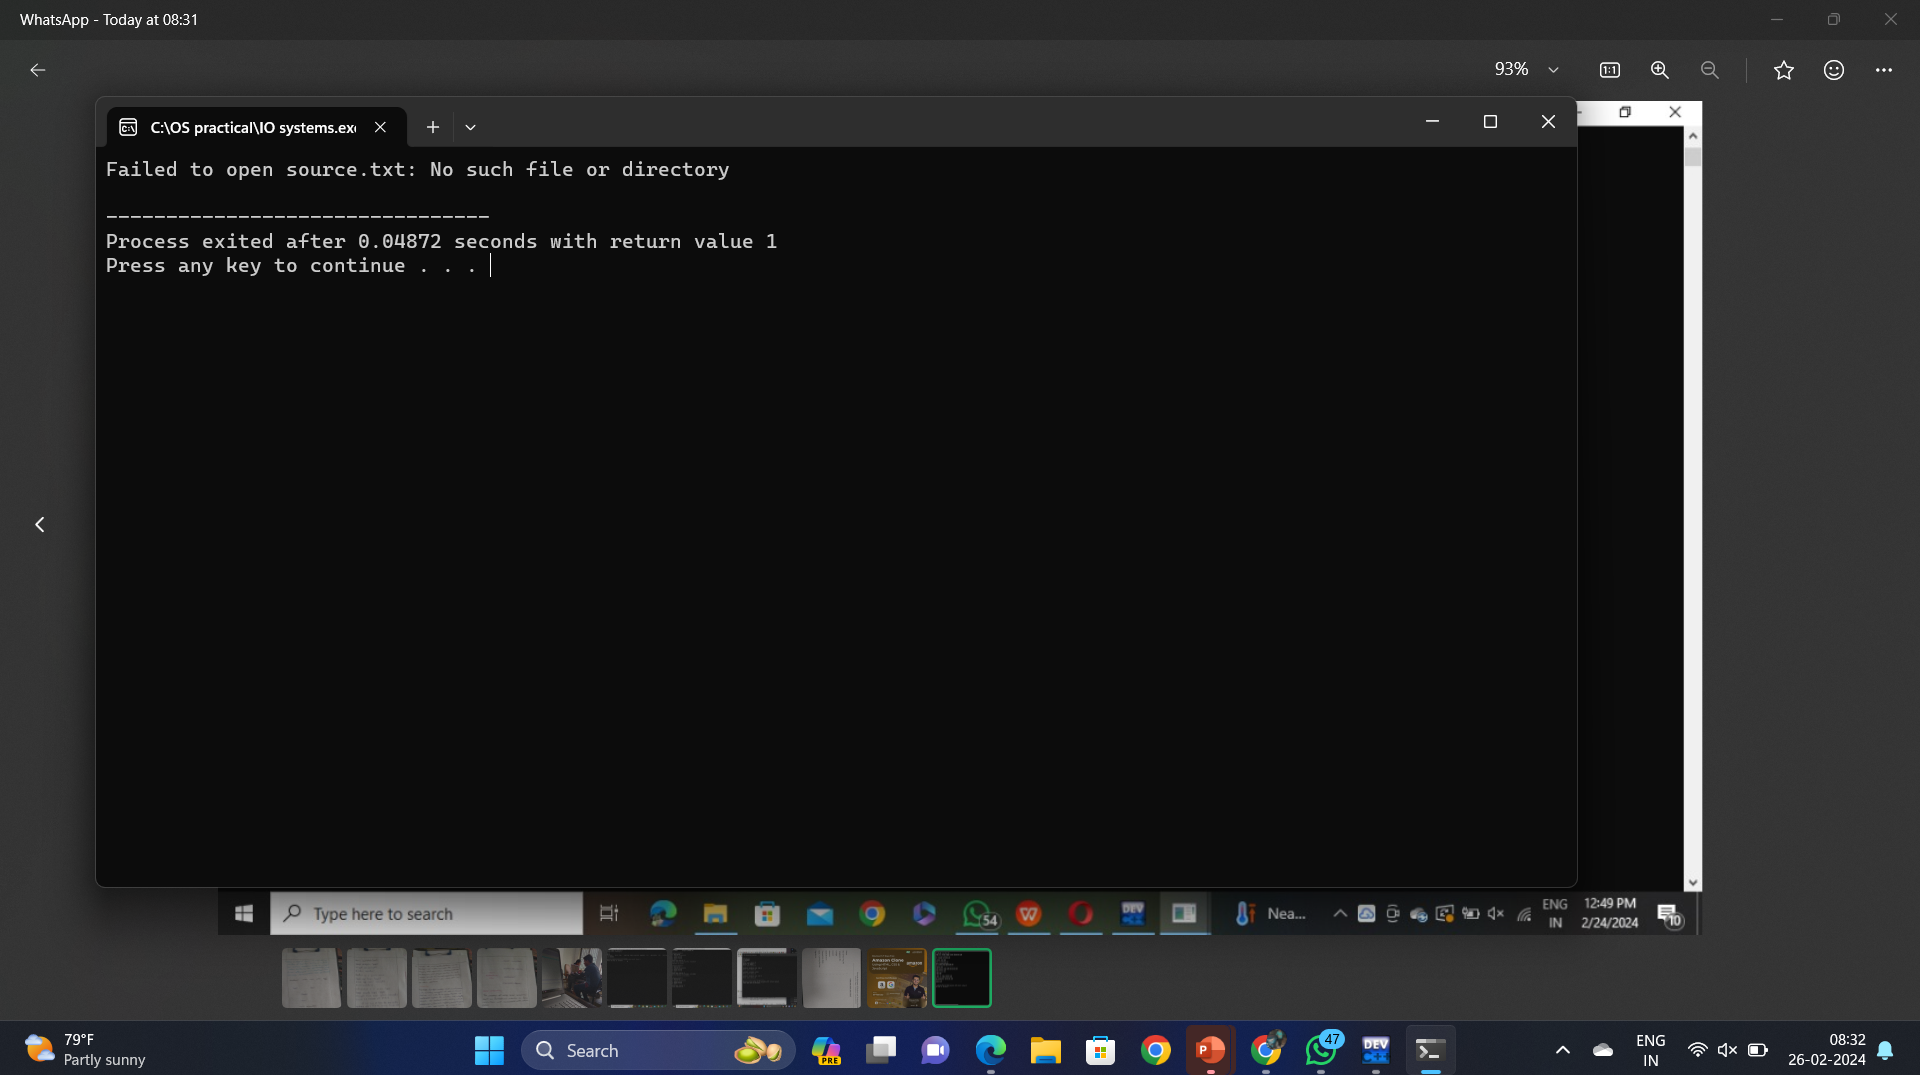 WhatsApp - Today at 08:31
93%
C:\OS practical\IO systems.exe
Failed to open source.txt: No such file or directory
--------------------------------
Process exited after 0.04872 seconds with return value 1
Press any key to continue . . .
Type here to search
54
Nea...
ENG
IN
12:49 PM
2/24/2024
10
79°F
Partly sunny
Search
PRE
47
DEV
C++
ENG
IN
08:32
26-02-2024